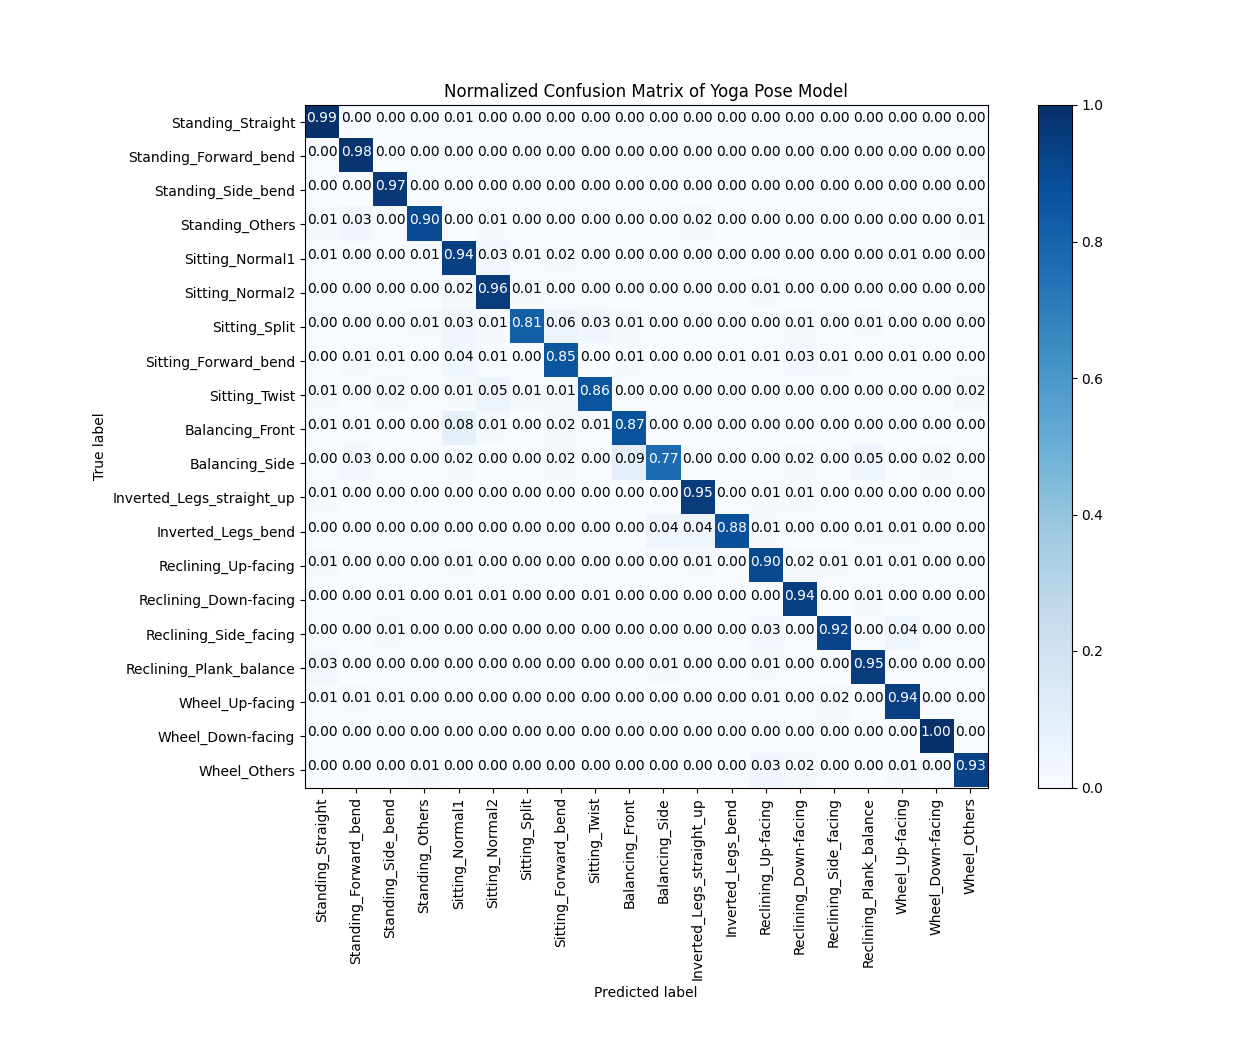 Normalized Confusion Matrix of Yoga Pose Model
Standing_Straight 0.99 0.00 0.00 0.00 0.01 0.00 0.00 0.00 0.00 0.00 0.00 0.00 0.00 0.00 0.00 0.00 0.00 0.00 0.00 0.00
Standing_Forward_bend 0.00 0.98 0.00 0.00 0.00 0.00 0.00 0.00 0.00 0.00 0.00 0.00 0.00 0.00 0.00 0.00 0.00 0.00 0.00 0.00
Standing_Side_bend 0.00 0.00 0.97 0.00 0.00 0.00 0.00 0.00 0.00 0.00 0.00 0.00 0.00 0.00 0.00 0.00 0.00 0.00 0.00 0.00
Standing_Others 0.01 0.03 0.00 0.90 0.00 0.01 0.00 0.00 0.00 0.00 0.00 0.02 0.00 0.00 0.00 0.00 0.00 0.00 0.00 0.01
Sitting_Normal1 0.01 0.00 0.00 0.01 0.94 0.03 0.01 0.02 0.00 0.00 0.00 0.00 0.00 0.00 0.00 0.00 0.00 0.01 0.00 0.00
Sitting_Normal2 0.00 0.00 0.00 0.00 0.02 0.96 0.01 0.00 0.00 0.00 0.00 0.00 0.00 0.01 0.00 0.00 0.00 0.00 0.00 0.00
Sitting_Split 0.00 0.00 0.00 0.01 0.03 0.01 0.81 0.06 0.03 0.01 0.00 0.00 0.00 0.00 0.01 0.00 0.01 0.00 0.00 0.00
Sitting_Forward_bend 0.00 0.01 0.01 0.00 0.04 0.01 0.00 0.85 0.00 0.01 0.00 0.00 0.01 0.01 0.03 0.01 0.00 0.01 0.00 0.00
Sitting_Twist 0.01 0.00 0.02 0.00 0.01 0.05 0.01 0.01 0.86 0.00 0.00 0.00 0.00 0.00 0.00 0.00 0.00 0.00 0.00 0.02
Balancing_Front 0.01 0.01 0.00 0.00 0.08 0.01 0.00 0.02 0.01 0.87 0.00 0.00 0.00 0.00 0.00 0.00 0.00 0.00 0.00 0.00
Balancing_Side 0.00 0.03 0.00 0.00 0.02 0.00 0.00 0.02 0.00 0.09 0.77 0.00 0.00 0.00 0.02 0.00 0.05 0.00 0.02 0.00
Inverted_Legs_straight_up 0.01 0.00 0.00 0.00 0.00 0.00 0.00 0.00 0.00 0.00 0.00 0.95 0.00 0.01 0.01 0.00 0.00 0.00 0.00 0.00
Inverted_Legs_bend 0.00 0.00 0.00 0.00 0.00 0.00 0.00 0.00 0.00 0.00 0.04 0.04 0.88 0.01 0.00 0.00 0.01 0.01 0.00 0.00
Reclining_Up-facing 0.01 0.00 0.00 0.00 0.01 0.00 0.00 0.00 0.00 0.00 0.00 0.01 0.00 0.90 0.02 0.01 0.01 0.01 0.00 0.00
Reclining_Down-facing 0.00 0.00 0.01 0.00 0.01 0.01 0.00 0.00 0.01 0.00 0.00 0.00 0.00 0.00 0.94 0.00 0.01 0.00 0.00 0.00
Reclining_Side_facing 0.00 0.00 0.01 0.00 0.00 0.00 0.00 0.00 0.00 0.00 0.00 0.00 0.00 0.03 0.00 0.92 0.00 0.04 0.00 0.00
Reclining_Plank_balance 0.03 0.00 0.00 0.00 0.00 0.00 0.00 0.00 0.00 0.00 0.01 0.00 0.00 0.01 0.00 0.00 0.95 0.00 0.00 0.00
Wheel_Up-facing 0.01 0.01 0.01 0.00 0.00 0.00 0.00 0.00 0.00 0.00 0.00 0.00 0.00 0.01 0.00 0.02 0.00 0.94 0.00 0.00
Wheel_Down-facing 0.00 0.00 0.00 0.00 0.00 0.00 0.00 0.00 0.00 0.00 0.00 0.00 0.00 0.00 0.00 0.00 0.00 0.00 1.00 0.00
Wheel_Others 0.00 0.00 0.00 0.01 0.00 0.00 0.00 0.00 0.00 0.00 0.00 0.00 0.00 0.03 0.02 0.00 0.00 0.01 0.00 0.93
True label
Standing_Straight
Standing_Forward_bend
Standing_Side_bend
Standing_Others
Sitting_Normal1
Sitting_Normal2
Sitting_Split
Sitting_Forward_bend
Sitting_Twist
Balancing_Front
Balancing_Side
Inverted_Legs_straight_up
Inverted_Legs_bend
Reclining_Up-facing
Reclining_Down-facing
Reclining_Side_facing
Reclining_Plank_balance
Wheel_Up-facing
Wheel_Down-facing
Wheel_Others
Predicted label
1.0
0.8
0.6
0.4
0.2
0.0